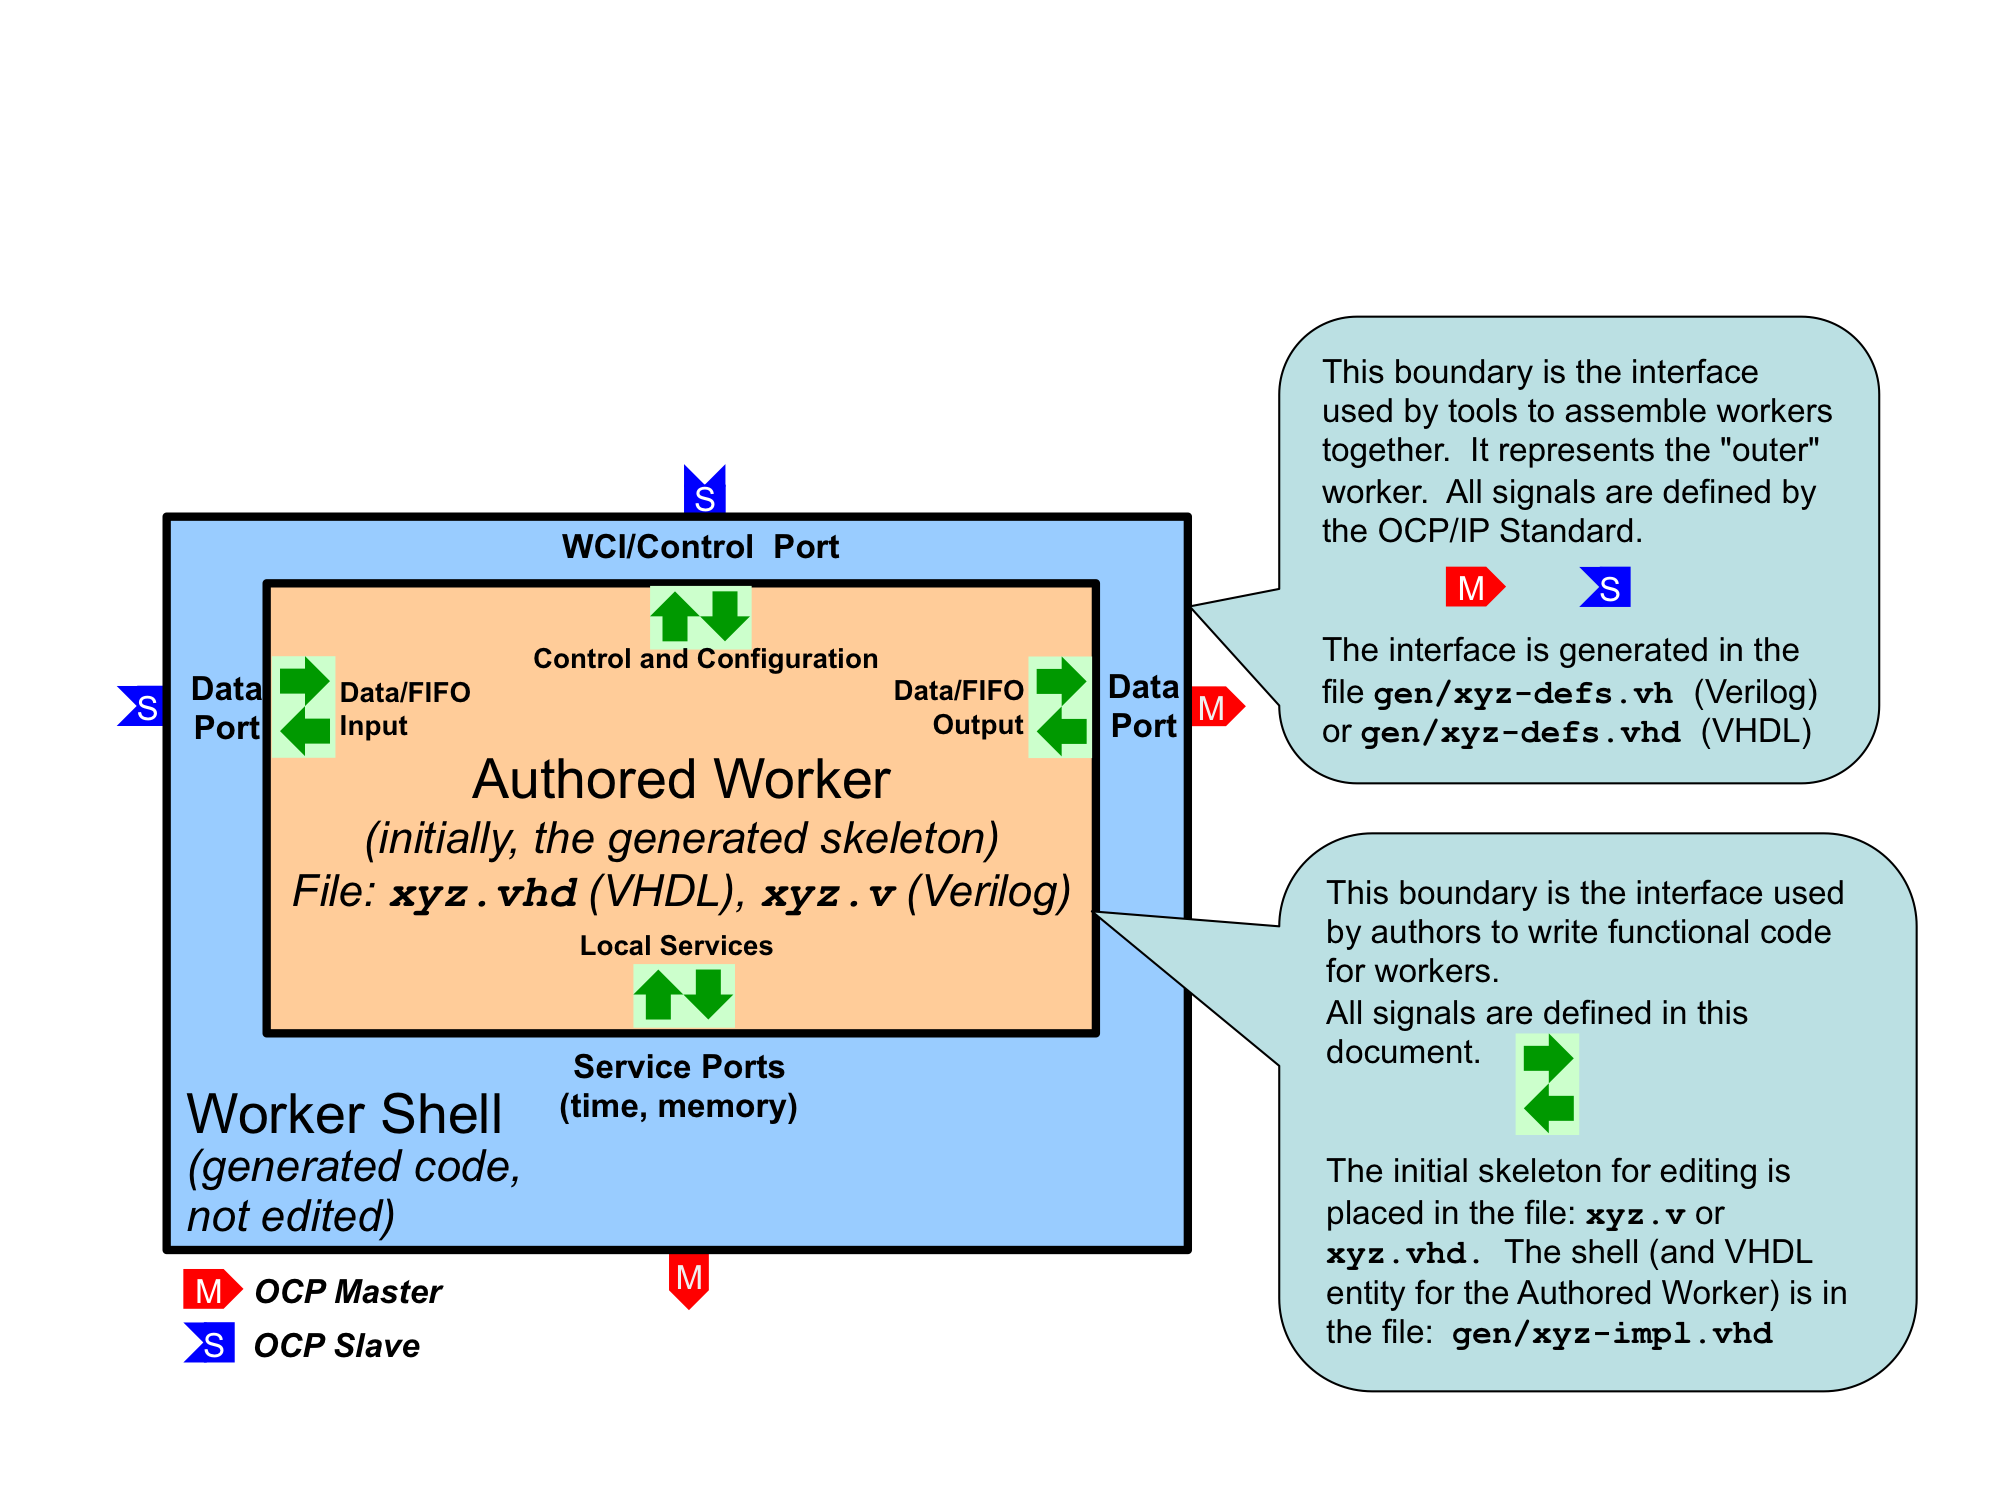 This boundary is the interface
used by tools to assemble workers
together.  It represents the "outer"
worker.  All signals are defined by
the OCP/IP Standard.
M S
The interface is generated in the
file gen/xyz-defs.vh  (Verilog)
or gen/xyz-defs.vhd  (VHDL)
S
WCI/Control  Port
Control and Configuration
S
Data
Port
Data/FIFO
Input
Data/FIFO
Output
Data
Port
M
Authored Worker
(initially, the generated skeleton)
File: xyz.vhd (VHDL), xyz.v (Verilog)
Local Services
Service Ports
(time, memory)
Worker Shell
(generated code,
not edited)
M
M OCP Master
S OCP Slave
This boundary is the interface used
by authors to write functional code
for workers.
All signals are defined in this
document.
The initial skeleton for editing is
placed in the file: xyz.v or
xyz.vhd.  The shell (and VHDL
entity for the Authored Worker) is in
the file:  gen/xyz-impl.vhd